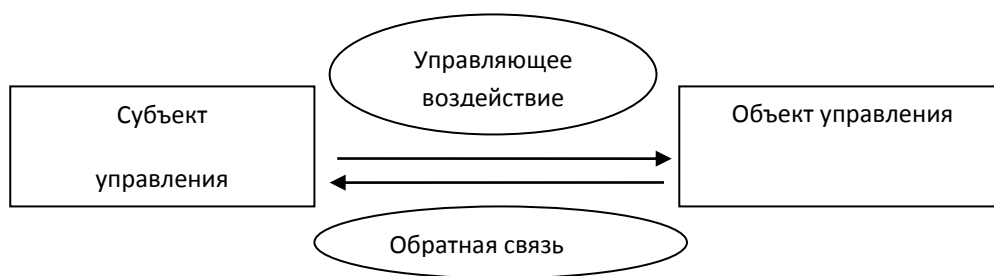 Управляющее
воздействие
Субъект
управления
Объект управления
Обратная связь